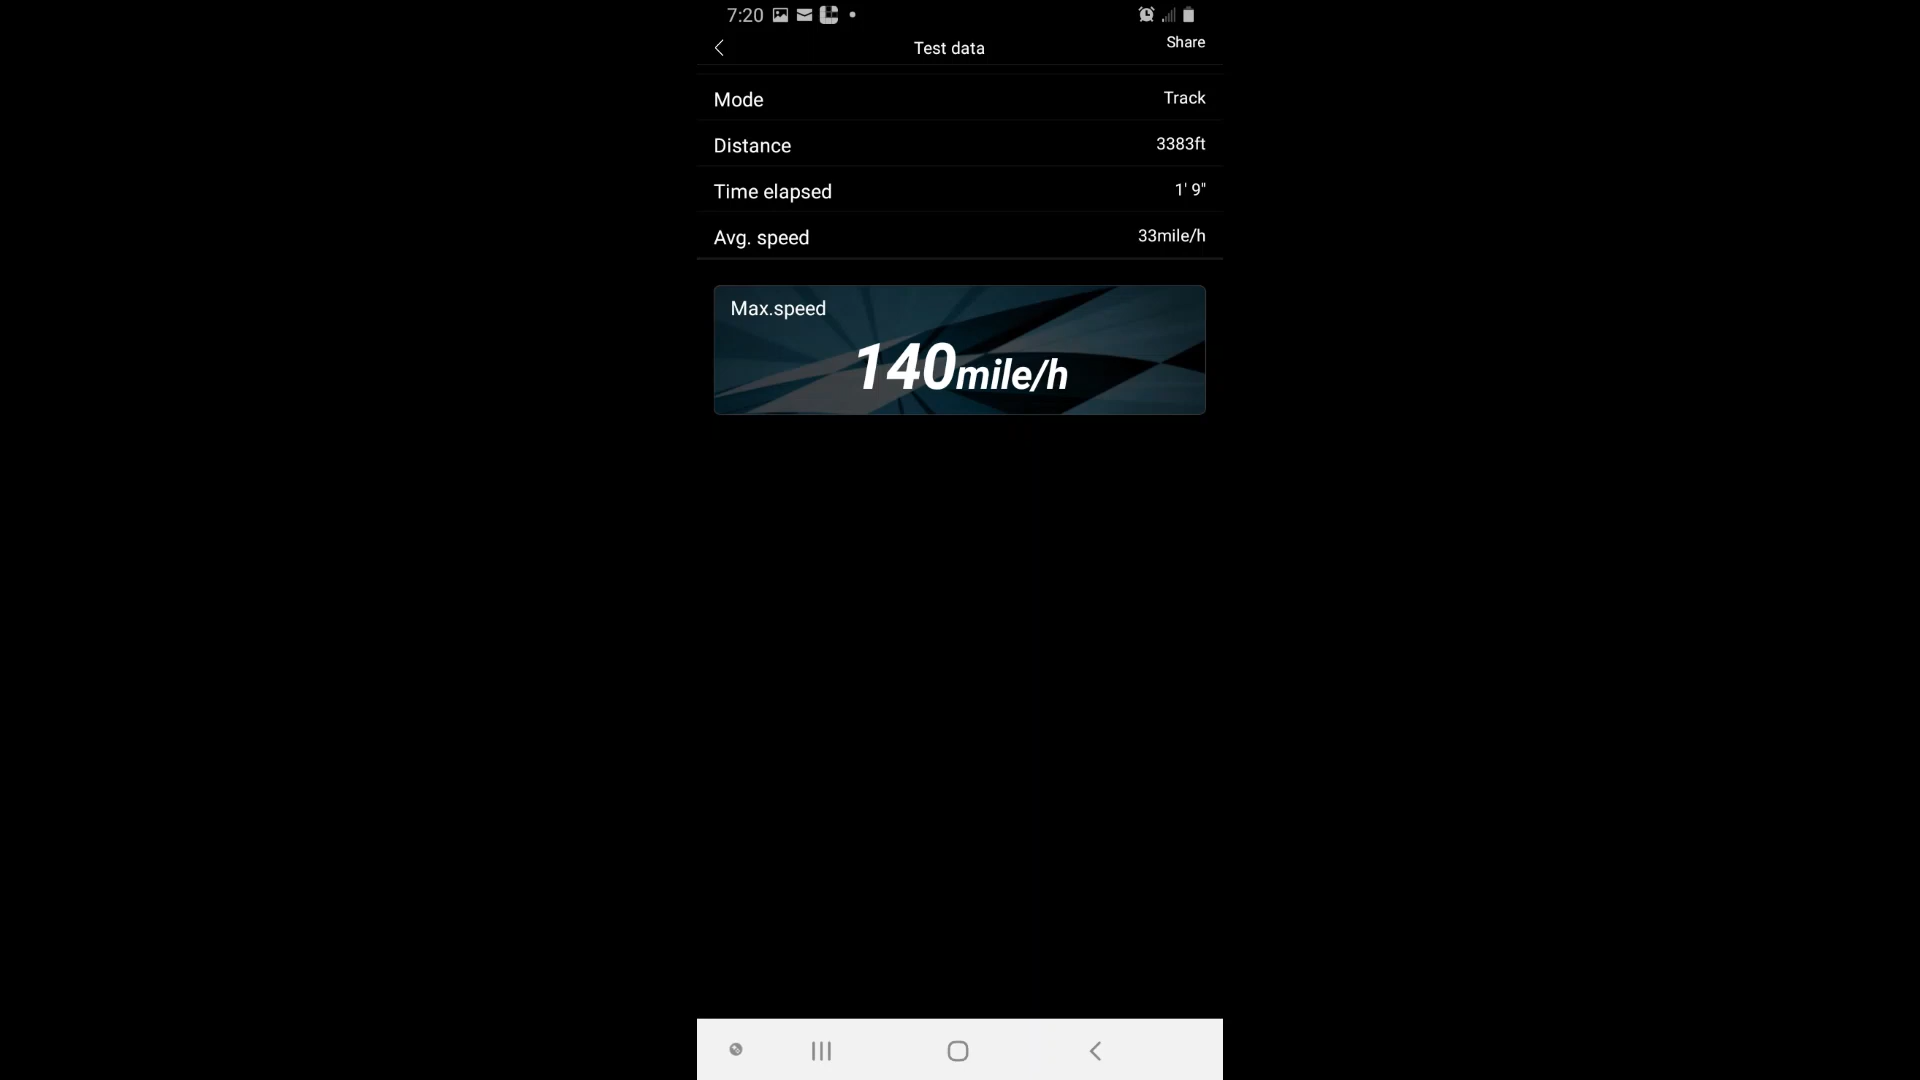 7:20
Test data
Share
Mode
Track
Distance
3383ft
Time elapsed
1' 9"
Avg. speed
33mile/h
Max.speed
140mile/h